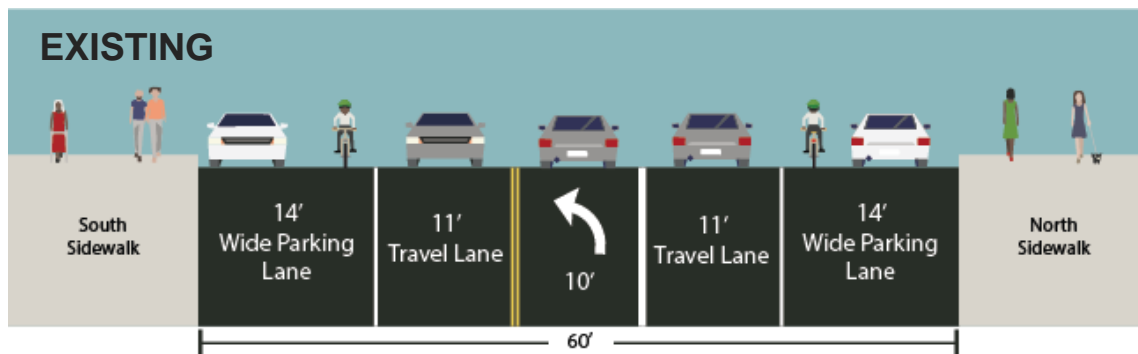 EXISTING
South
Sidewalk
14’
Wide Parking
Lane
11’
Travel Lane
10’
11’
Travel Lane
14’
Wide Parking
Lane
North
Sidewalk
60’